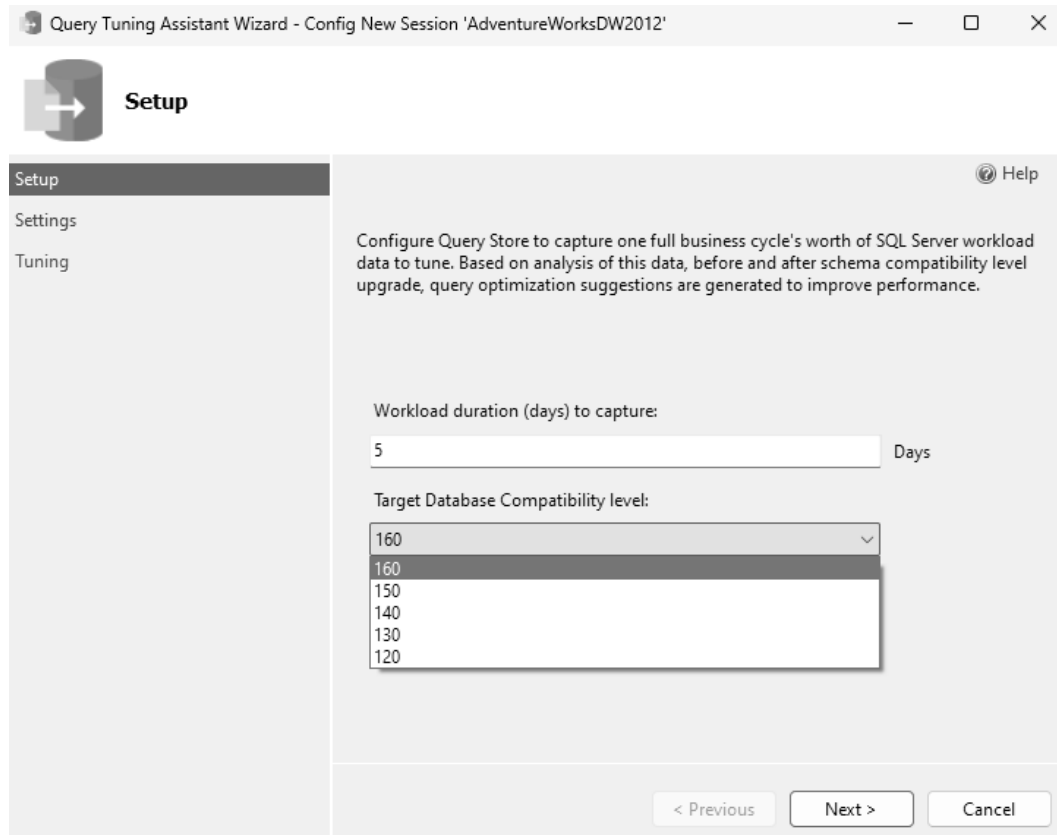 Query Tuning Assistant Wizard - Config New Session 'AdventureWorksDW2012'
Setup
Setup
Settings
Tuning
Help
Configure Query Store to capture one full business cycle's worth of SQL Server workload
data to tune. Based on analysis of this data, before and after schema compatibility level
upgrade, query optimization suggestions are generated to improve performance.
Workload duration (days) to capture:
5
Days
Target Database Compatibility level:
160
160
150
140
130
120
< Previous
Next >
Cancel